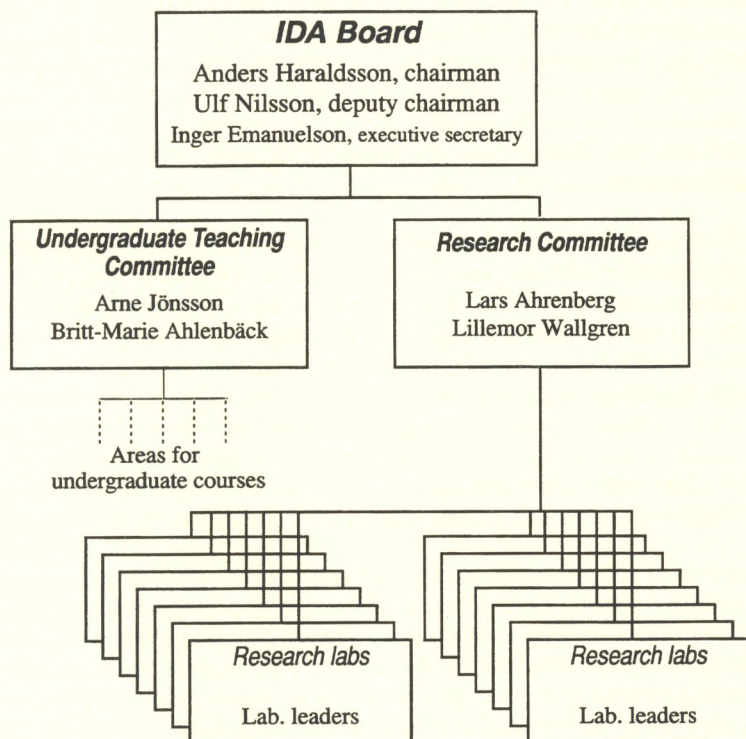 IDA Board
Anders Haraldsson, chairman
Ulf Nilsson, deputy chairman
Inger Emanuelson, executive secretary
Undergraduate Teaching
Committee
Arne Jönsson
Britt-Marie Ahlenbäck
Research Committee
Lars Ahrenberg
Lillemor Wallgren
Areas for
undergraduate courses
Research labs
Lab. leaders
Research labs
Lab. leaders